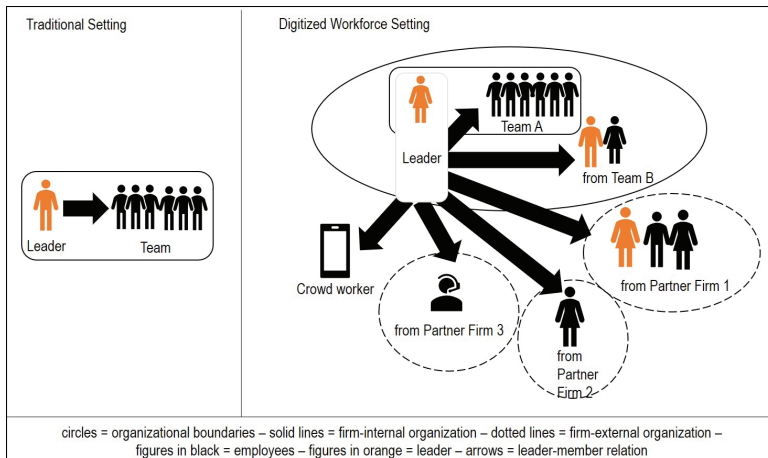 Traditional Setting
Leader
Team
Digitized Workforce Setting
Team A
Leader
from Team B
from Partner Firm 1
Crowd worker
from Partner Firm 3
from
Partner
Firm 2
circles = organizational boundaries – solid lines = firm-internal organization – dotted lines = firm-external organization –
figures in black = employees – figures in orange = leader – arrows = leader-member relation